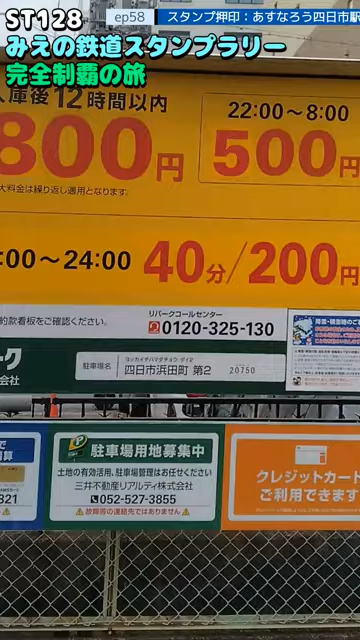 ST128
ep58
スタンプ押印：あすなろう四日市駅
みえの鉄道スタンプラリー
完全制覇の旅
入庫後12時間以内
800円
22:00～8:00
500円
大料金は繰り返し適用となります。
:00～24:00
40分/200円
約款看板をご確認ください。
リパークコールセンター
0120-325-130
ーク
会社
駐車場名
ヨッカイチハマダチョウ ダイ2
四日市浜田町 第2
20750
で
321
駐車場用地募集中
土地の有効活用、駐車場管理はお任せください
三井不動産リアルティ株式会社
052-527-3855
故障等の連絡先ではありません
クレジットカード
ご利用できます